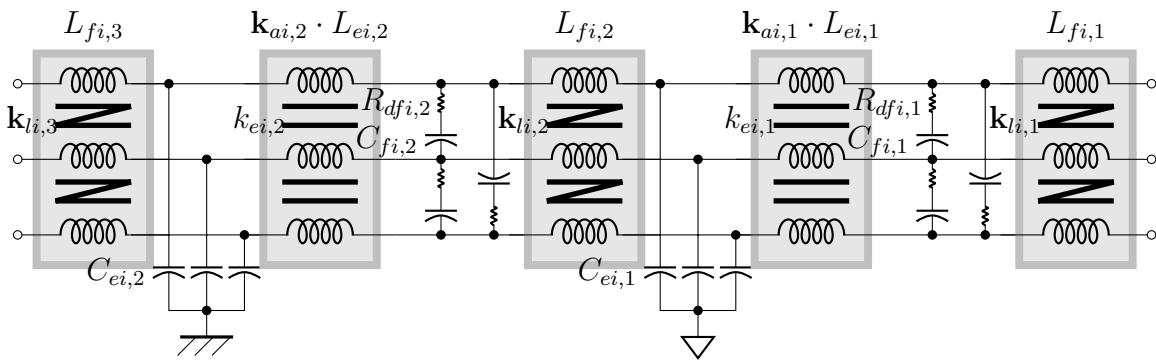 L_{fi,3}
𝐤_{ai,2} · L_{ei,2}
L_{fi,2}
𝐤_{ai,1} · L_{ei,1}
L_{fi,1}
𝐤_{li,3}
k_{ei,2}
R_{dfi,2}
C_{fi,2}
𝐤_{li,2}
k_{ei,1}
R_{dfi,1}
C_{fi,1}
𝐤_{li,1}
C_{ei,2}
C_{ei,1}